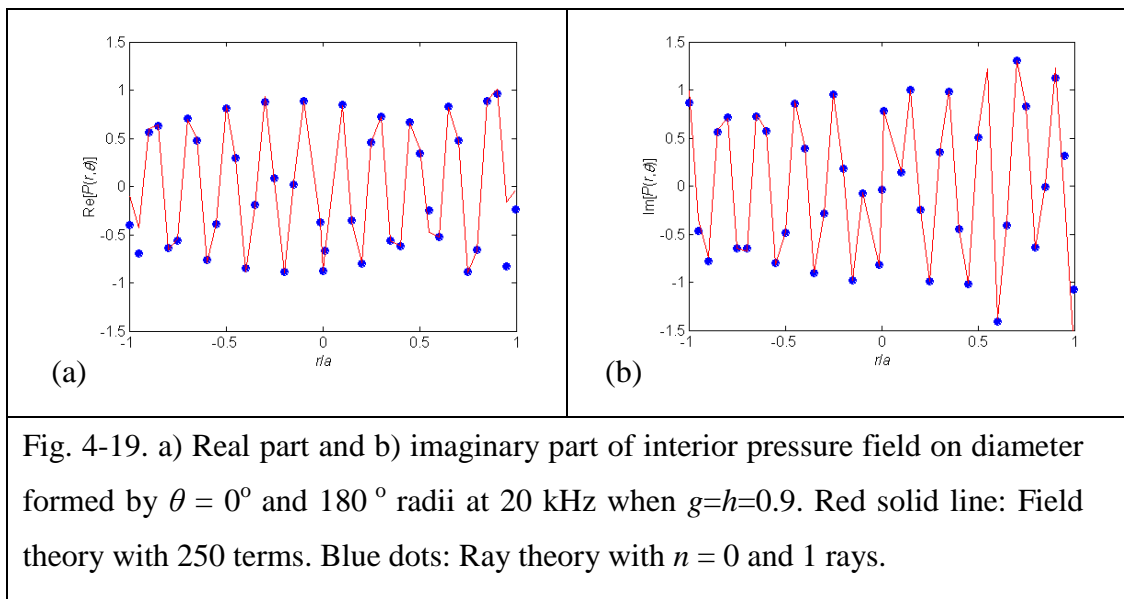 1.5
1
0.5
0
-0.5
-1
-1.5
Re[P(r,θ)]
-1 -0.5 0 0.5 1
r/a
(a)
1.5
1
0.5
0
-0.5
-1
-1.5
Im[P(r,θ)]
-1 -0.5 0 0.5 1
r/a
(b)
Fig. 4-19. a) Real part and b) imaginary part of interior pressure field on diameter
formed by θ = 0° and 180 ° radii at 20 kHz when g=h=0.9. Red solid line: Field
theory with 250 terms. Blue dots: Ray theory with n = 0 and 1 rays.